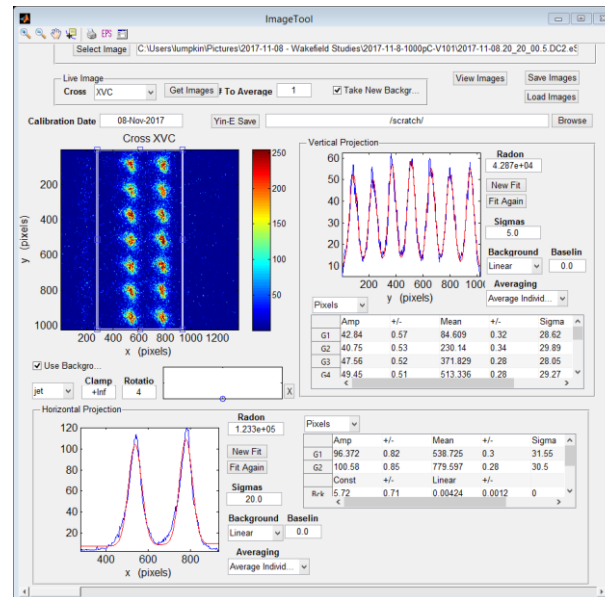 ImageTool
EPS
Select Image C:\Users\lumpkin\Pictures\2017-11-08 - Wakefield Studies\2017-11-8-1000pC-V101\2017-11-08.20_20_00.5.DC2.e5
Live Image
Cross XVC Get Images To Average 1 Take New Backgr...
View Images Save Images
Load Images
Calibration Date 08-Nov-2017 Yin-E Save /scratch/ Browse
Cross XVC
200
400
600
800
1000
y (pixels)
200 400 600 800 1000 1200
x (pixels)
250
200
150
100
50
Use Backgro...
jet
Clamp
+Inf
Rotatio
4
X
Vertical Projection
60
50
40
30
20
10
0 200 400 600 800 1000
y (pixels)
Radon
4.287e+04
New Fit
Fit Again
Sigmas
5.0
Background Baselin
Linear 0.0
Averaging
Average Individ...
Pixels
Amp +/- Mean +/- Sigma
G1 42.84 0.57 84.609 0.32 28.62
G2 40.75 0.53 230.14 0.34 29.89
G3 47.56 0.52 371.829 0.28 28.05
G4 49.45 0.51 513.336 0.28 29.27
Horizontal Projection
120
100
80
60
40
20
400 600 800
x (pixels)
Radon
1.233e+05
New Fit
Fit Again
Sigmas
20.0
Background Baselin
Linear 0.0
Averaging
Average Individ...
Pixels
Amp +/- Mean +/- Sigma
G1 96.372 0.82 538.725 0.3 31.55
G2 100.58 0.85 779.597 0.28 30.5
Const +/- Linear +/-
Bck 5.72 0.71 0.00424 0.0012 0